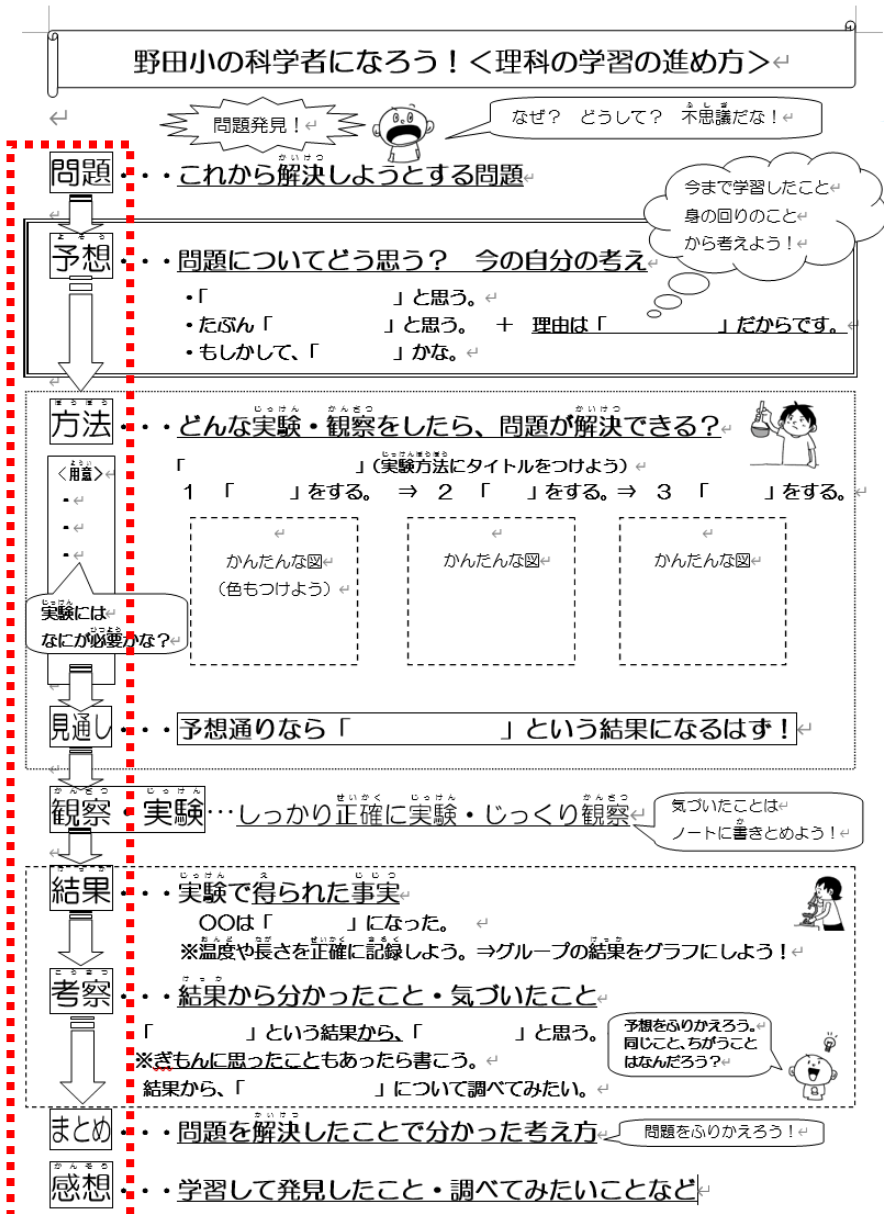 野田小の科学者になろう!<理科の学習の進め方>
問題発見!
なぜ? どうして? 不思議だな!
問題・・・これから解決しようとする問題
今まで学習したこと
身の回りのこと
から考えよう!
予想・・・問題についてどう思う? 今の自分の考え
・「 」と思う。
・たぶん「 」と思う。 + 理由は「 」だからです。
・もしかして、「 」かな。
方法・・・どんな実験・観察をしたら、問題が解決できる?
<用意>
「 」(実験方法にタイトルをつけよう)
1 「 」をする。 ⇒ 2 「 」をする。⇒ 3 「 」をする。
かんたんな図
(色もつけよう)
かんたんな図
かんたんな図
実験には
なにが必要かな?
見通し・・・予想通りなら「 」という結果になるはず!
観察・実験…しっかり正確に実験・じっくり観察
気づいたことは
ノートに書きとめよう!
結果・・・実験で得られた事実
〇〇は「 」になった。
※温度や長さを正確に記録しよう。⇒グループの結果をグラフにしよう!
考察・・・結果から分かったこと・気づいたこと
「 」という結果から、「 」と思う。
※ぎもんに思ったこともあったら書こう。
結果から、「 」について調べてみたい。
予想をふりかえろう。
同じこと、ちがうこと
はなんだろう?
まとめ・・・問題を解決したことで分かった考え方
問題をふりかえろう!
感想・・・学習して発見したこと・調べてみたいことなど